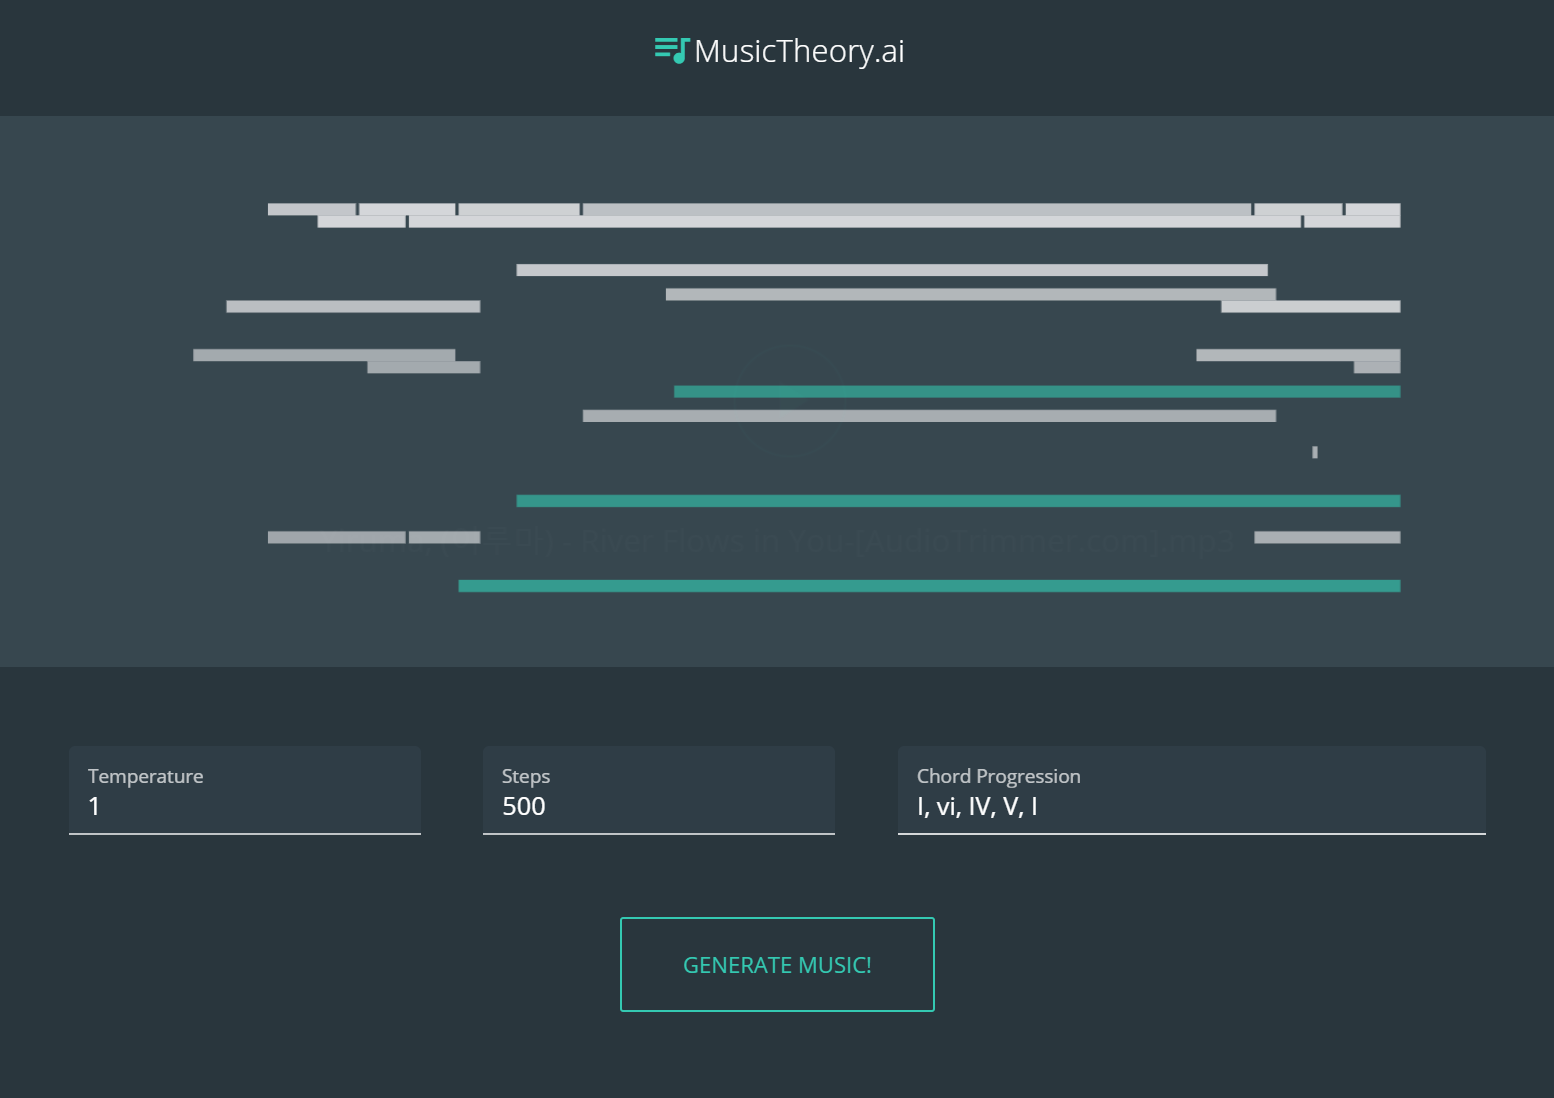 MusicTheory.ai
River Flows in You [AudioTrimmer.com].mp3
Temperature
1
Steps
500
Chord Progression
I, vi, IV, V, I
GENERATE MUSIC!